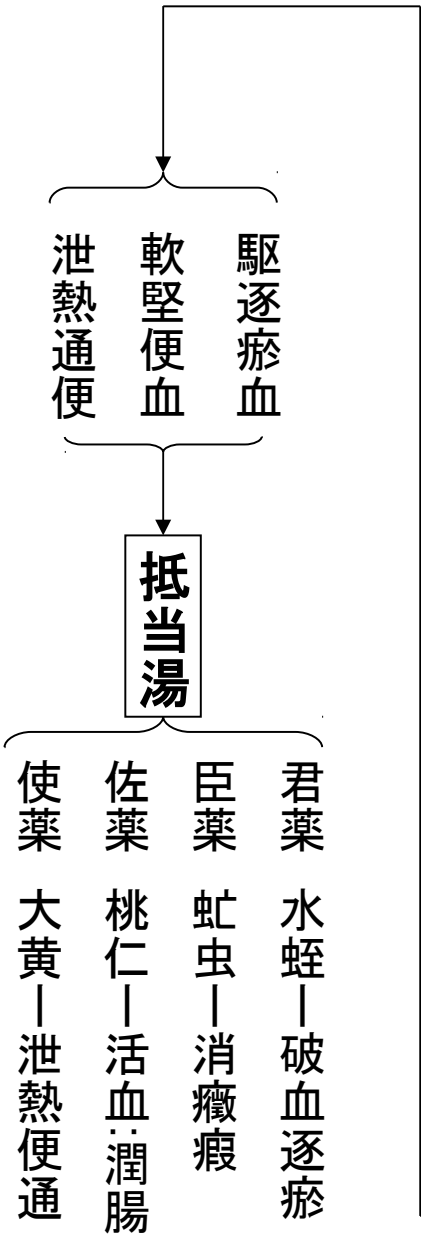 駆逐瘀血
軟堅便血
泄熱通便
抵当湯
君薬 水蛭ー破血逐瘀
臣薬 虻虫ー消癥瘕
佐薬 桃仁ー活血:潤腸
使薬 大黄ー泄熱便通